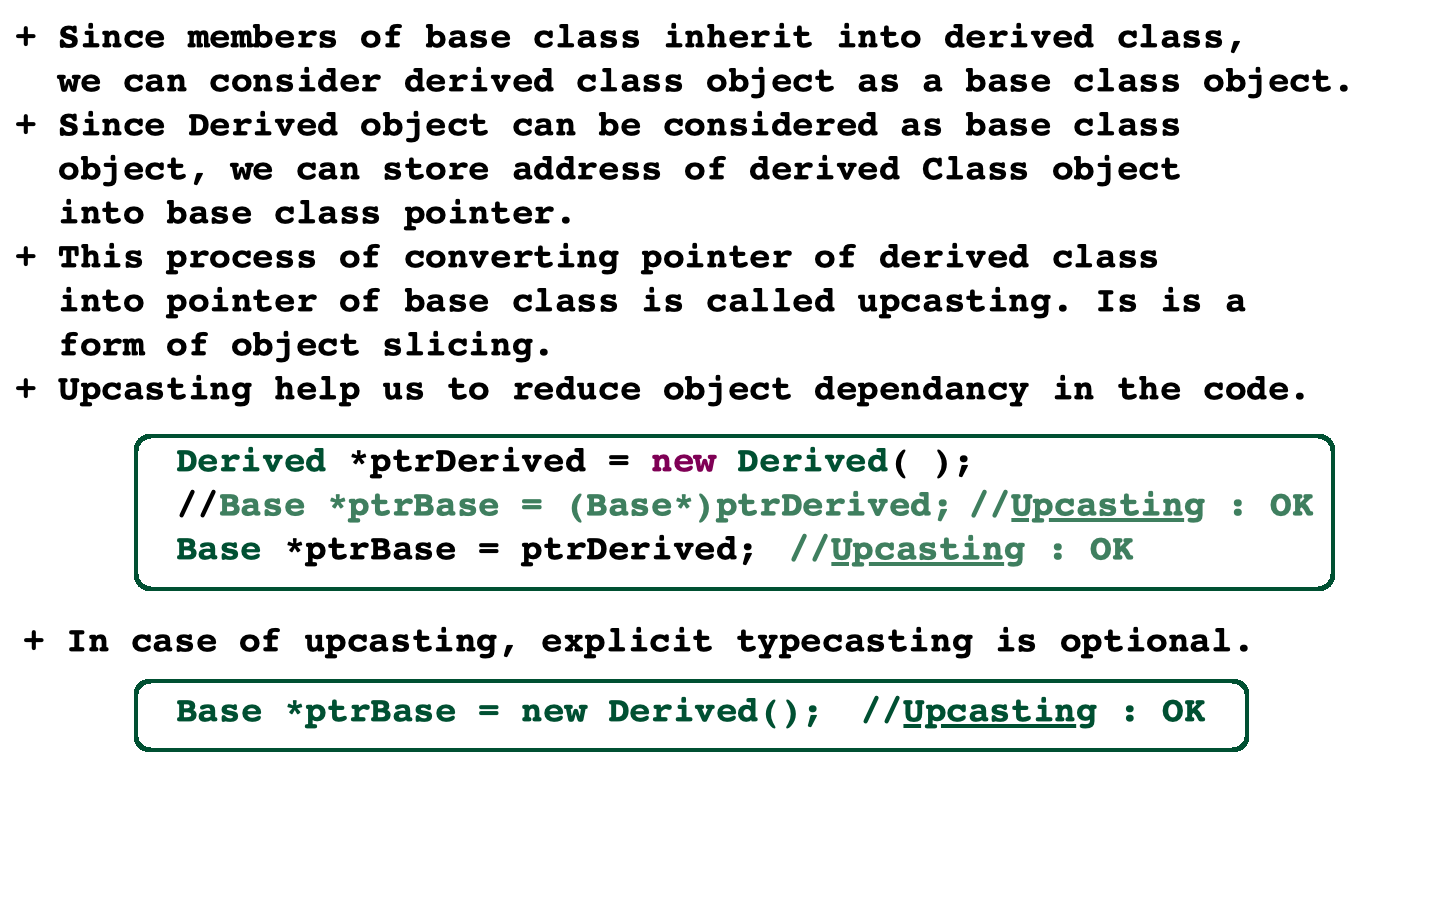 + Since members of base class inherit into derived class,
we can consider derived class object as a base class object.
+ Since Derived object can be considered as base class
object, we can store address of derived Class object
into base class pointer.
+ This process of converting pointer of derived class
into pointer of base class is called upcasting. Is is a
form of object slicing.
+ Upcasting help us to reduce object dependancy in the code.
Derived *ptrDerived = new Derived( );
//Base *ptrBase = (Base*)ptrDerived; //Upcasting : OK
Base *ptrBase = ptrDerived; //Upcasting : OK
+ In case of upcasting, explicit typecasting is optional.
Base *ptrBase = new Derived(); //Upcasting : OK